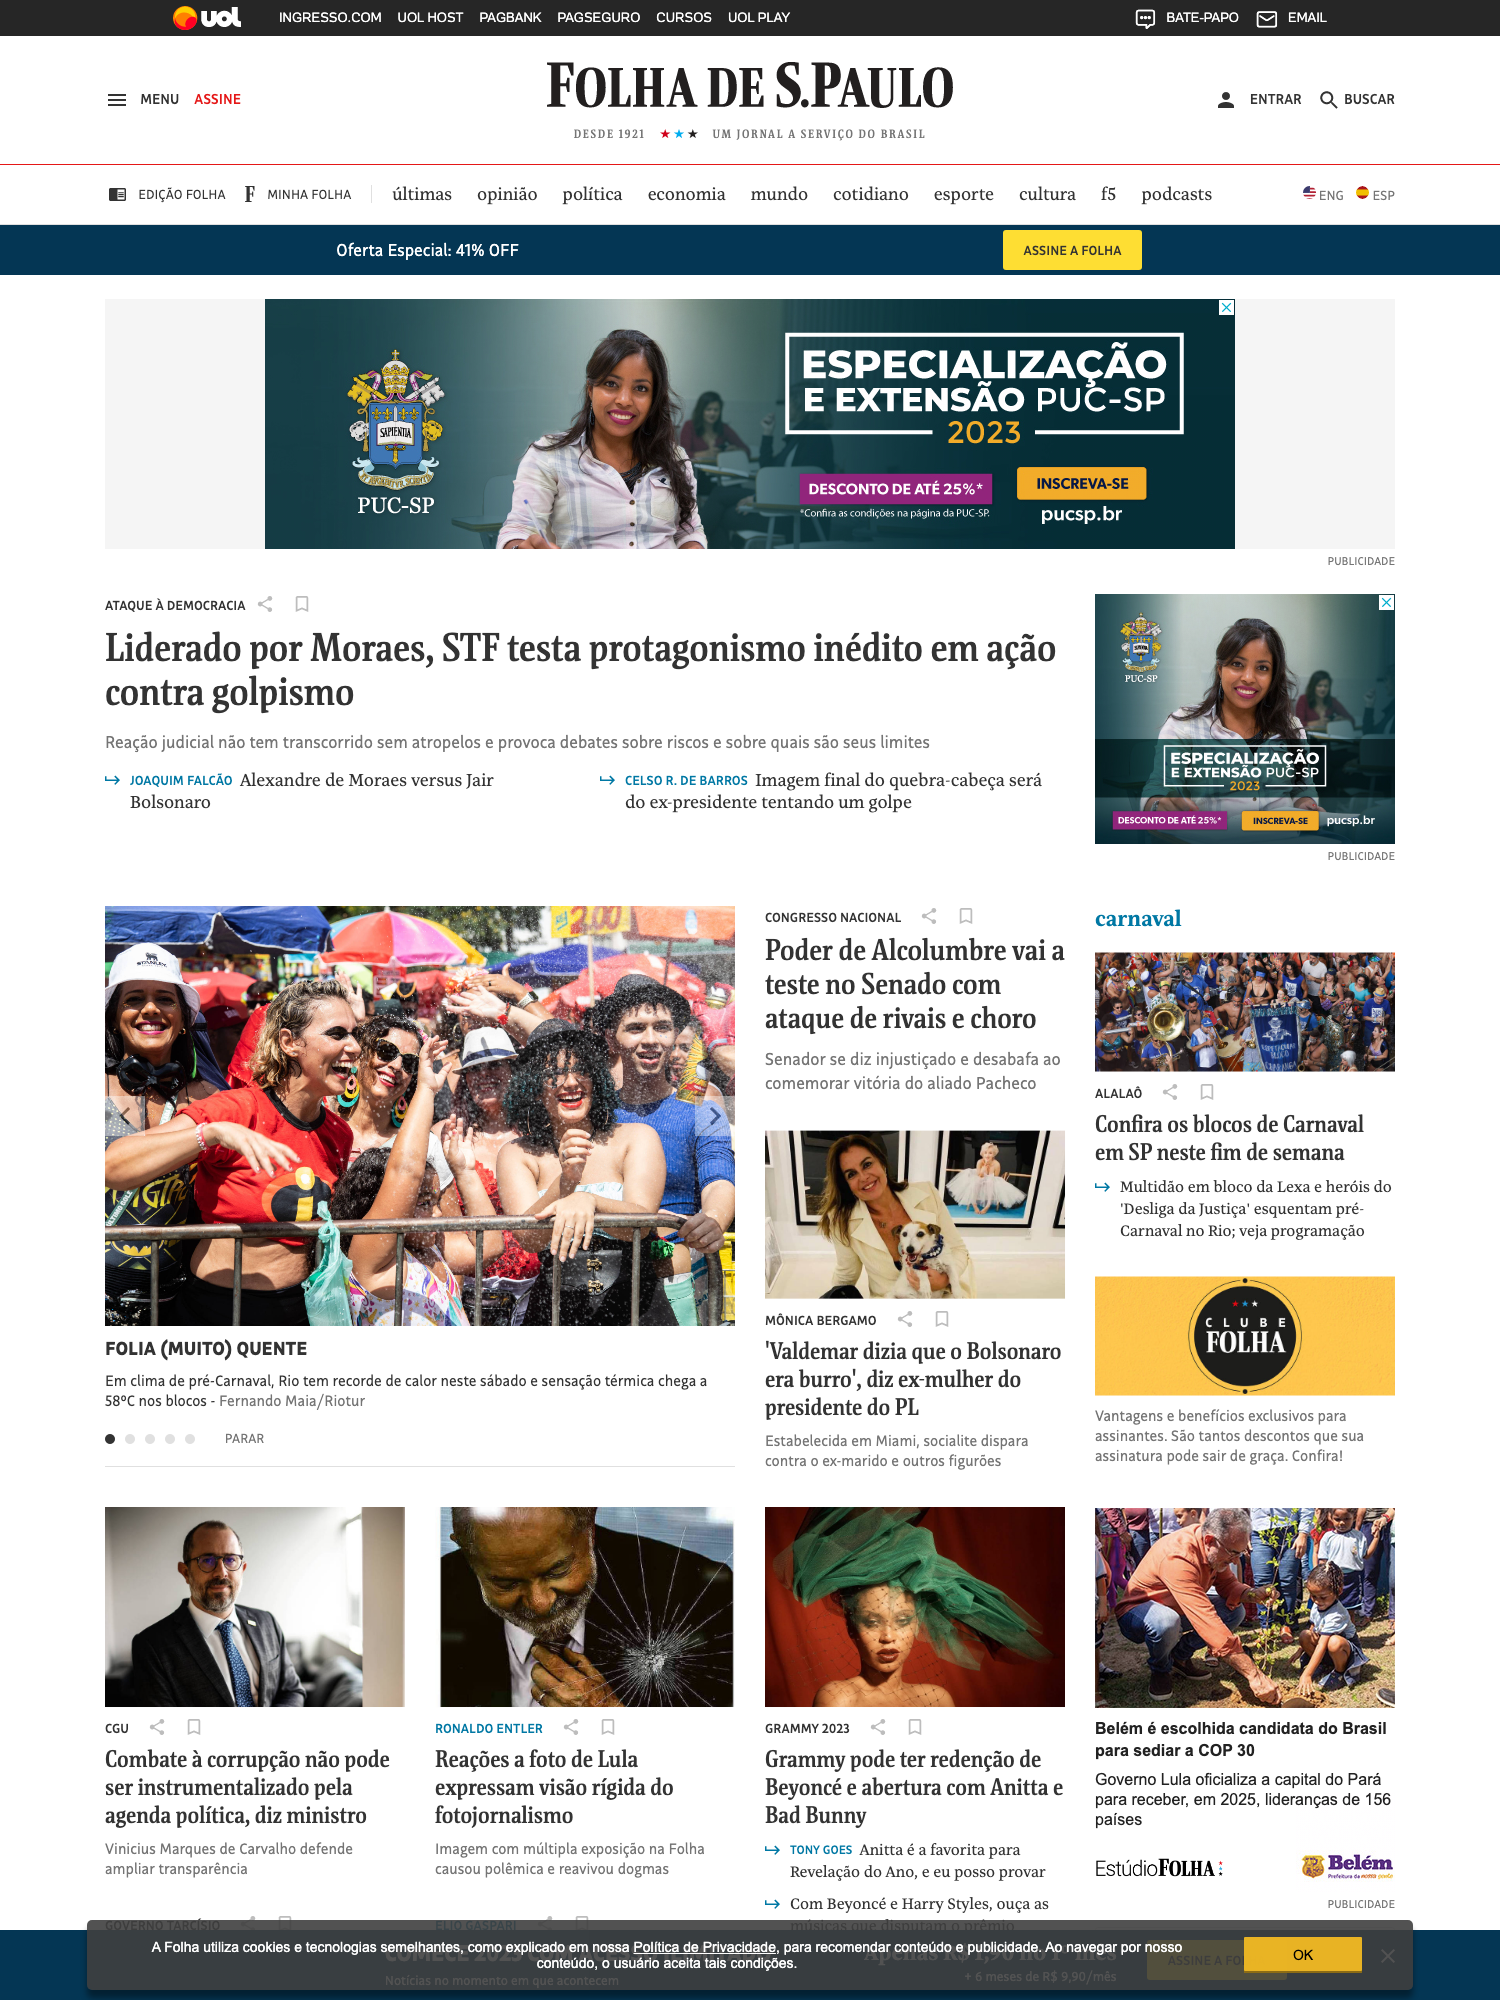 uol
INGRESSO.COM UOL HOST PAGBANK PAGSEGURO CURSOS UOL PLAY
BATE-PAPO EMAIL
MENU ASSINE
FOLHA DE S.PAULO
DESDE 1921 ★★★ UM JORNAL A SERVIÇO DO BRASIL
ENTRAR BUSCAR
EDIÇÃO FOLHA F MINHA FOLHA
últimas opinião política economia mundo cotidiano esporte cultura f5 podcasts
ENG ESP
Oferta Especial: 41% OFF
ASSINE A FOLHA
SAPIENTIA
PUC-SP
ESPECIALIZAÇÃO
E EXTENSÃO PUC-SP
2023
DESCONTO DE ATÉ 25%*
*Confira as condições na página da PUC-SP.
INSCREVA-SE
pucsp.br
PUBLICIDADE
ATAQUE À DEMOCRACIA
Liderado por Moraes, STF testa protagonismo inédito em ação
contra golpismo
Reação judicial não tem transcorrido sem atropelos e provoca debates sobre riscos e sobre quais são seus limites
JOAQUIM FALCÃO Alexandre de Moraes versus Jair
Bolsonaro
CELSO R. DE BARROS Imagem final do quebra-cabeça será
do ex-presidente tentando um golpe
PUC-SP
ESPECIALIZAÇÃO
E EXTENSÃO PUC-SP
2023
DESCONTO DE ATÉ 25%*
INSCREVA-SE
pucsp.br
PUBLICIDADE
STANLEY
FOLIA (MUITO) QUENTE
Em clima de pré-Carnaval, Rio tem recorde de calor neste sábado e sensação térmica chega a
58ºC nos blocos - Fernando Maia/Riotur
PARAR
CONGRESSO NACIONAL
Poder de Alcolumbre vai a
teste no Senado com
ataque de rivais e choro
Senador se diz injustiçado e desabafa ao
comemorar vitória do aliado Pacheco
MÔNICA BERGAMO
'Valdemar dizia que o Bolsonaro
era burro', diz ex-mulher do
presidente do PL
Estabelecida em Miami, socialite dispara
contra o ex-marido e outros figurões
carnaval
ALALAÔ
Confira os blocos de Carnaval
em SP neste fim de semana
Multidão em bloco da Lexa e heróis do
'Desliga da Justiça' esquentam pré-
Carnaval no Rio; veja programação
CLUBE
FOLHA
Vantagens e benefícios exclusivos para
assinantes. São tantos descontos que sua
assinatura pode sair de graça. Confira!
CGU
Combate à corrupção não pode
ser instrumentalizado pela
agenda política, diz ministro
Vinicius Marques de Carvalho defende
ampliar transparência
RONALDO ENTLER
Reações a foto de Lula
expressam visão rígida do
fotojornalismo
Imagem com múltipla exposição na Folha
causou polêmica e reavivou dogmas
GRAMMY 2023
Grammy pode ter redenção de
Beyoncé e abertura com Anitta e
Bad Bunny
TONY GOES Anitta é a favorita para
Revelação do Ano, e eu posso provar
Com Beyoncé e Harry Styles, ouça as
músicas que disputam o prêmio
Belém é escolhida candidata do Brasil
para sediar a COP 30
Governo Lula oficializa a capital do Pará
para receber, em 2025, lideranças de 156
países
EstúdioFOLHA
Belém
Prefeitura da nossa gente
PUBLICIDADE
GOVERNO TARCÍSIO
ELIO GASPARI
A Folha utiliza cookies e tecnologias semelhantes, como explicado em nossa Política de Privacidade, para recomendar conteúdo e publicidade. Ao navegar por nosso
conteúdo, o usuário aceita tais condições.
OK
Notícias no momento em que acontecem
+ 6 meses de R$ 9,90/mês
ASSINE A FO